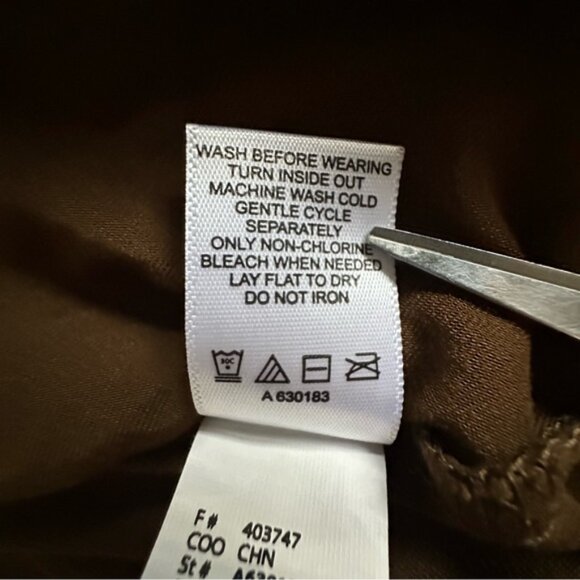 WASH BEFORE WEARING
TURN INSIDE OUT
MACHINE WASH COLD
GENTLE CYCLE
SEPARATELY
ONLY NON-CHLORINE
BLEACH WHEN NEEDED
LAY FLAT TO DRY
DO NOT IRON
30C
A 630183
F# 403747
COO CHN
St#